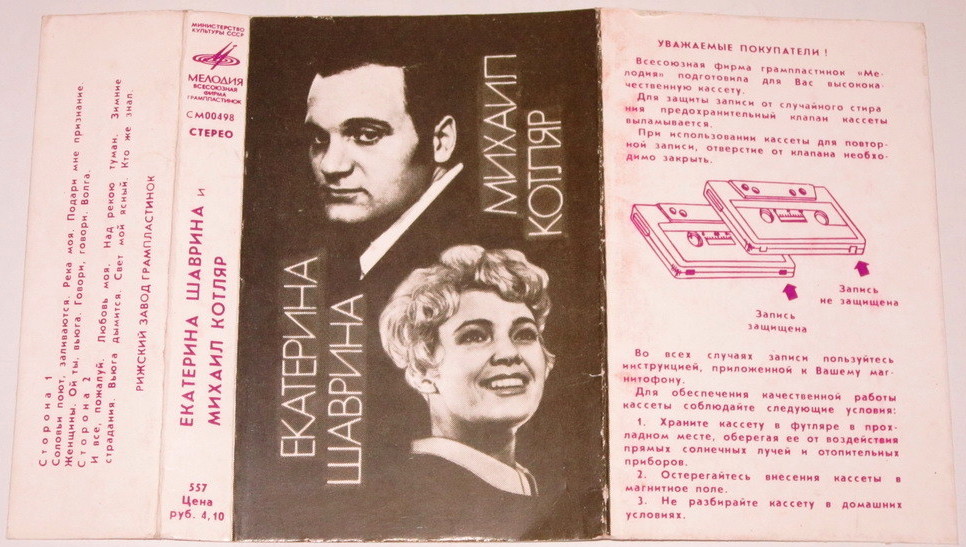 Сторона 1
Соловьи поют, заливаются. Река моя. Подари мне признание.
Женщины. Ой ты, вьюга. Говори, говори. Волга.
Сторона 2
И все, пожалуй. Любовь моя. Над рекою туман. Зимние
страдания. Вьюга дымится. Свет мой ясный. Кто же знал.
РИЖСКИЙ ЗАВОД ГРАМПЛАСТИНОК
МИНИСТЕРСТВО
КУЛЬТУРЫ СССР
МЕЛОДИЯ
ВСЕСОЮЗНАЯ
ФИРМА
ГРАМПЛАСТИНОК
СМ00498
СТЕРЕО
ЕКАТЕРИНА ШАВРИНА И
МИХАИЛ КОТЛЯР
557
Цена
руб. 4,10
ЕКАТЕРИНА
ШАВРИНА
МИХАИЛ
КОТЛЯР
УВАЖАЕМЫЕ ПОКУПАТЕЛИ!
Всесоюзная фирма грампластинок «Ме-
лодия» подготовила для Вас высокока-
чественную кассету.
Для защиты записи от случайного стира
ния предохранительный клапан кассеты
выламывается.
При использовании кассеты для повтор-
ной записи, отверстие от клапана необхо-
димо закрыть.
Запись
не защищена
Запись
защищена
Во всех случаях записи пользуйтесь
инструкцией, приложенной к Вашему маг-
нитофону.
Для обеспечения качественной работы
кассеты соблюдайте следующие условия:
1. Храните кассету в футляре в прох-
ладном месте, оберегая ее от воздействия
прямых солнечных лучей и отопительных
приборов.
2. Остерегайтесь внесения кассеты в
магнитное поле.
3. Не разбирайте кассету в домашних
условиях.